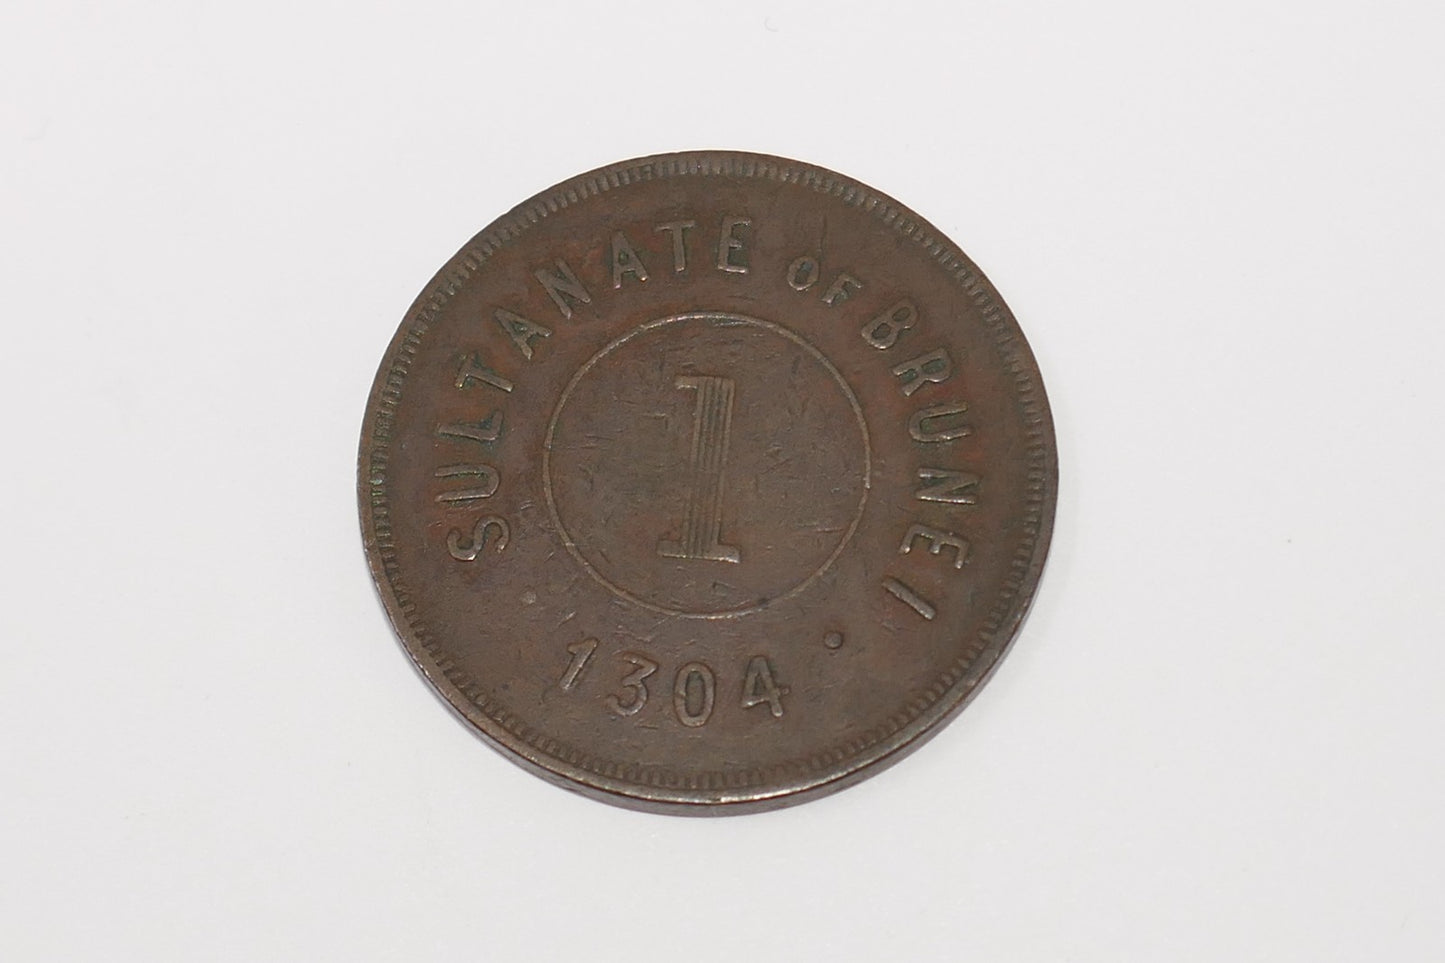 SULTANATE OF BRUNEI
1
1304